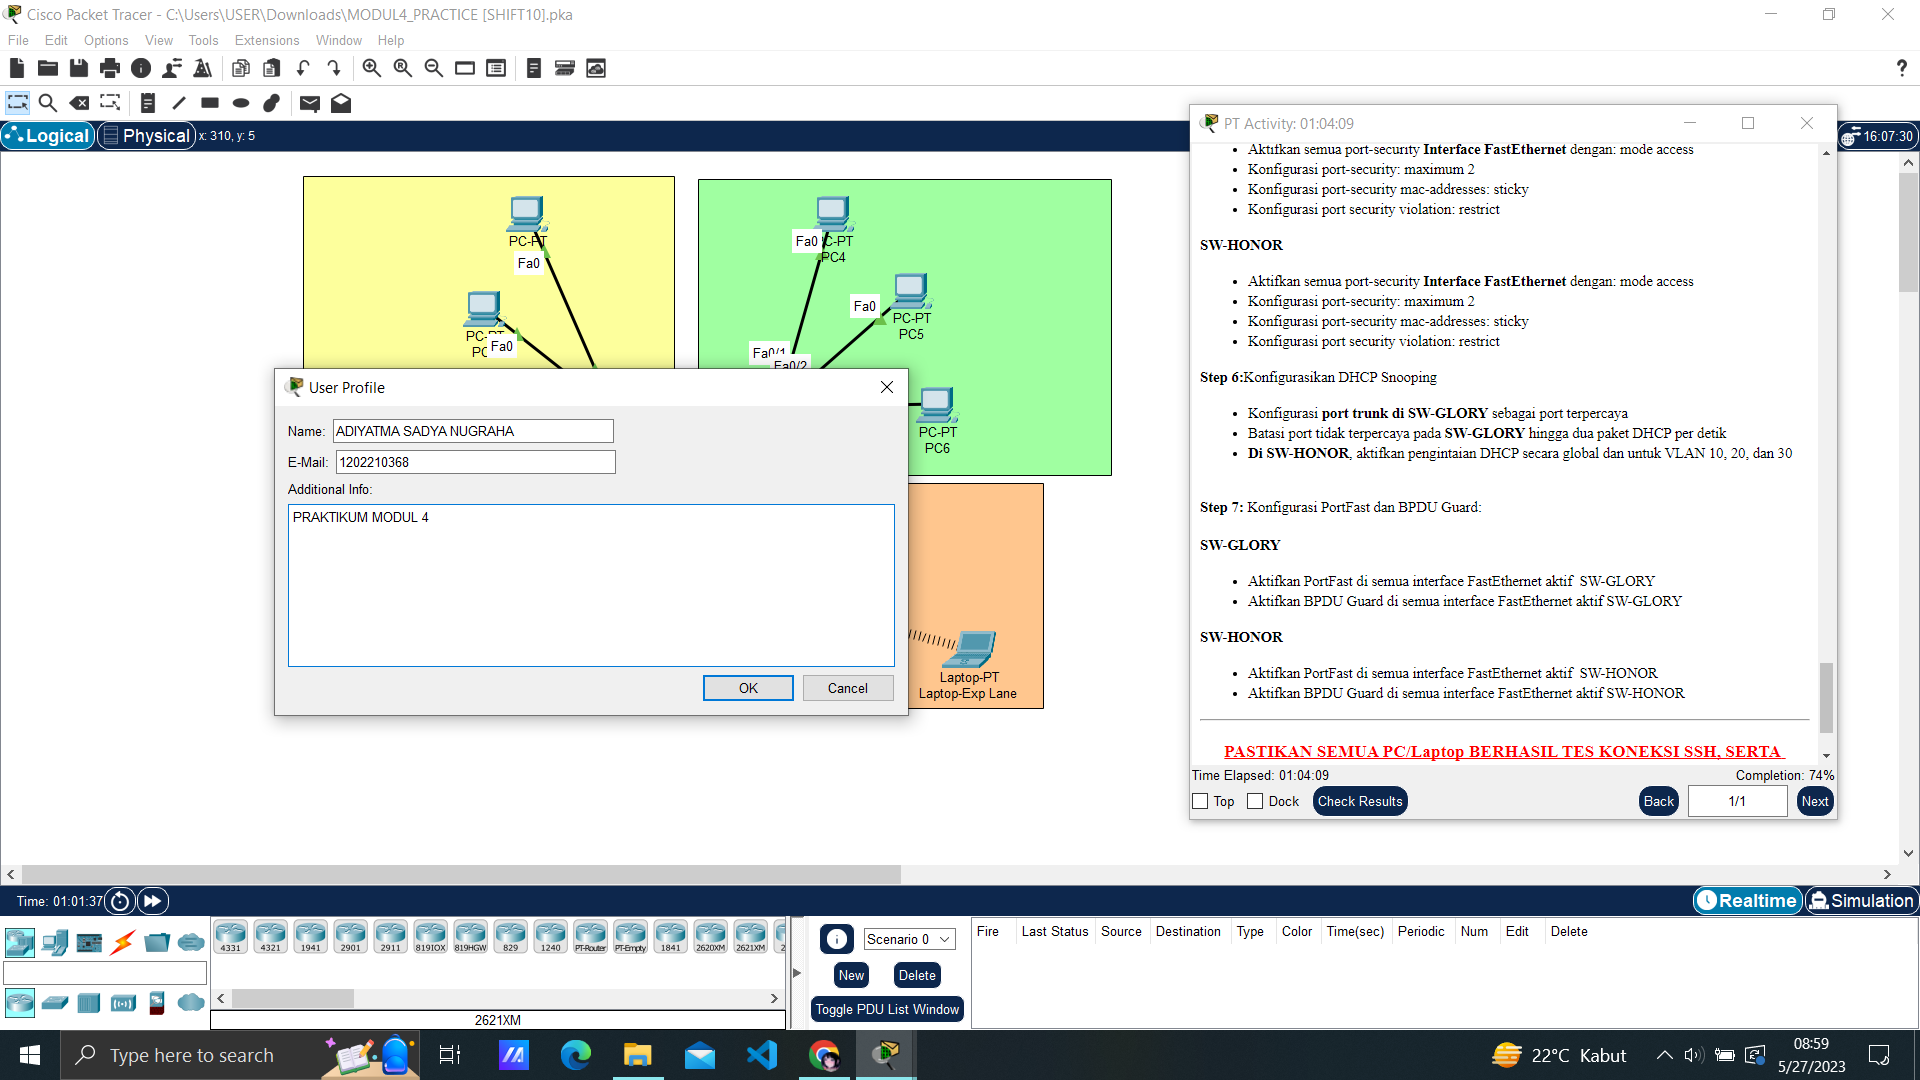 Cisco Packet Tracer - C:\Users\USER\Downloads\MODUL4_PRACTICE [SHIFT10].pka
File Edit Options View Tools Extensions Window Help
?
Logical Physical x: 310, y: 5
16:07:30
PC-PT
Fa0
PC-PT
Fa0
Fa0
PC4
PC-PT
PC5
Fa0
Fa0/1
Fa0/2
PC-PT
PC6
Laptop-PT
Laptop-Exp Lane
User Profile
Name: ADIYATMA SADYA NUGRAHA
E-Mail: 1202210368
Additional Info:
PRAKTIKUM MODUL 4
OK Cancel
PT Activity: 01:04:09
• Aktifkan semua port-security Interface FastEthernet dengan: mode access
• Konfigurasi port-security: maximum 2
• Konfigurasi port-security mac-addresses: sticky
• Konfigurasi port security violation: restrict
SW-HONOR
• Aktifkan semua port-security Interface FastEthernet dengan: mode access
• Konfigurasi port-security: maximum 2
• Konfigurasi port-security mac-addresses: sticky
• Konfigurasi port security violation: restrict
Step 6:Konfigurasikan DHCP Snooping
• Konfigurasi port trunk di SW-GLORY sebagai port terpercaya
• Batasi port tidak terpercaya pada SW-GLORY hingga dua paket DHCP per detik
• Di SW-HONOR, aktifkan pengintaian DHCP secara global dan untuk VLAN 10, 20, dan 30
Step 7: Konfigurasi PortFast dan BPDU Guard:
SW-GLORY
• Aktifkan PortFast di semua interface FastEthernet aktif SW-GLORY
• Aktifkan BPDU Guard di semua interface FastEthernet aktif SW-GLORY
SW-HONOR
• Aktifkan PortFast di semua interface FastEthernet aktif SW-HONOR
• Aktifkan BPDU Guard di semua interface FastEthernet aktif SW-HONOR
PASTIKAN SEMUA PC/Laptop BERHASIL TES KONEKSI SSH, SERTA
Time Elapsed: 01:04:09 Completion: 74%
Top Dock Check Results Back 1/1 Next
Time: 01:01:37
Realtime Simulation
4331 4321 1941 2901 2911 819IOX 819HGW 829 1240 PT-Router PT-Empty 1841 2620XM 2621XM
2621XM
Scenario 0
New Delete
Toggle PDU List Window
Fire Last Status Source Destination Type Color Time(sec) Periodic Num Edit Delete
Type here to search
22°C Kabut
08:59
5/27/2023